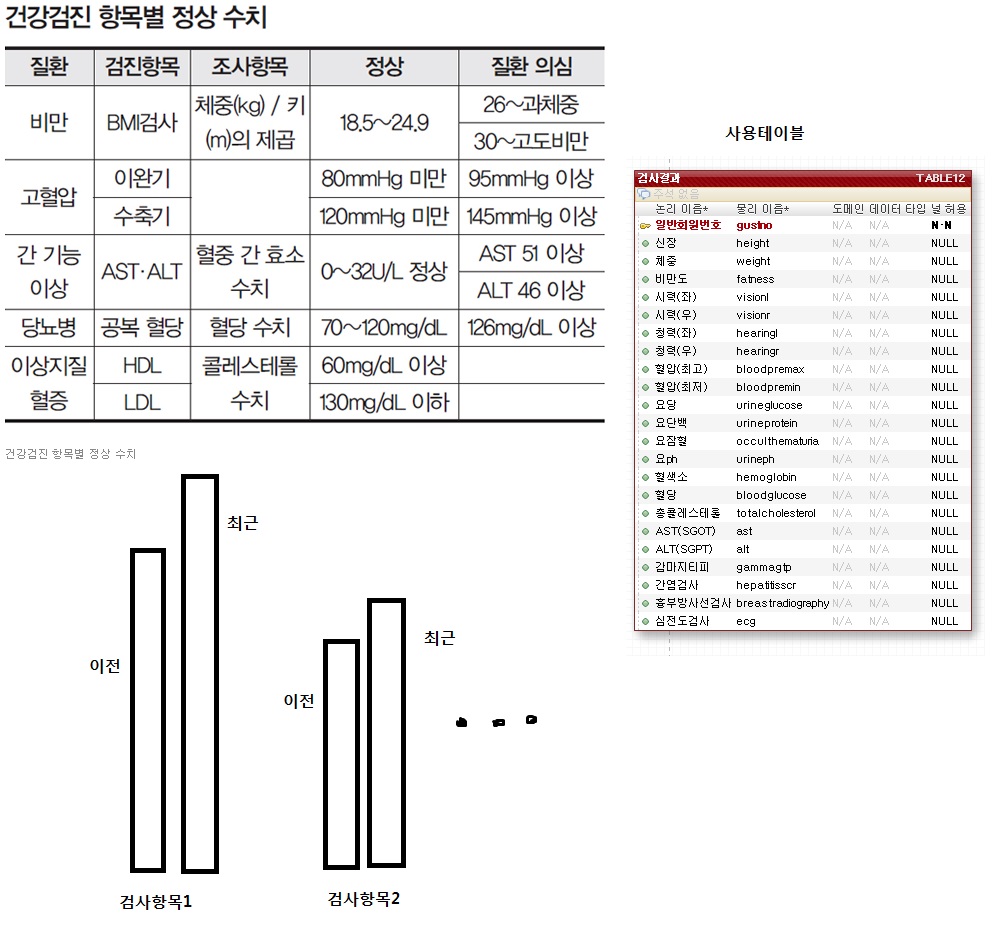 건강검진 항목별 정상 수치
질환 검진항목 조사항목 정상 질환 의심
비만 BMI검사 체중(kg) / 키(m)의 제곱 18.5~24.9 26~과체중
30~고도비만
고혈압 이완기 80mmHg 미만 95mmHg 이상
수축기 120mmHg 미만 145mmHg 이상
간 기능 이상 AST·ALT 혈중 간 효소 수치 0~32U/L 정상 AST 51 이상
ALT 46 이상
당뇨병 공복 혈당 혈당 수치 70~120mg/dL 126mg/dL 이상
이상지질혈증 HDL 콜레스테롤 수치 60mg/dL 이상
LDL 130mg/dL 이하
건강검진 항목별 정상 수치
사용테이블
검사결과 TABLE12
주석 없음
논리 이름* 물리 이름* 도메인 데이터 타입 널 허용
일반회원번호 gustno N/A N/A N-N
신장 height N/A N/A NULL
체중 weight N/A N/A NULL
비만도 fatness N/A N/A NULL
시력(좌) visionl N/A N/A NULL
시력(우) visionr N/A N/A NULL
청력(좌) hearingl N/A N/A NULL
청력(우) hearingr N/A N/A NULL
혈압(최고) bloodpremax N/A N/A NULL
혈압(최저) bloodpremin N/A N/A NULL
요당 urineglucose N/A N/A NULL
요단백 urineprotein N/A N/A NULL
요잠혈 occulthematuria N/A N/A NULL
요ph urineph N/A N/A NULL
혈색소 hemoglobin N/A N/A NULL
혈당 bloodglucose N/A N/A NULL
총콜레스테롤 totalcholesterol N/A N/A NULL
AST(SGOT) ast N/A N/A NULL
ALT(SGPT) alt N/A N/A NULL
감마지티피 gammagtp N/A N/A NULL
간염검사 hepatitisscr N/A N/A NULL
흉부방사선검사 breastradiography N/A N/A NULL
심전도검사 ecg N/A N/A NULL
최근
이전
검사항목1
최근
이전
검사항목2